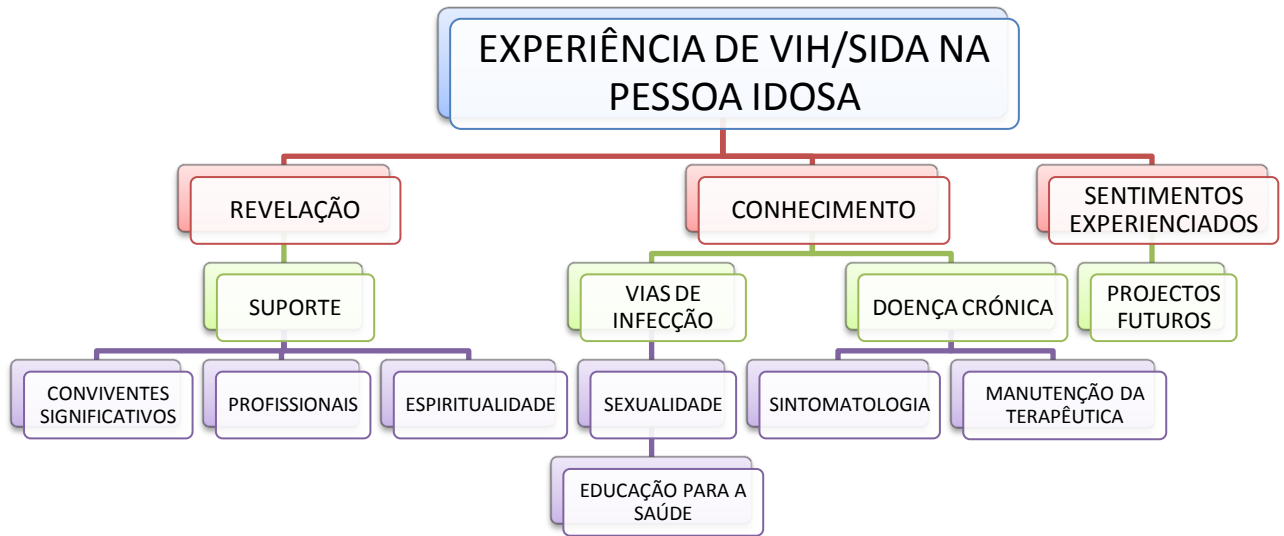 EXPERIÊNCIA DE VIH/SIDA NA
PESSOA IDOSA
REVELAÇÃO
CONHECIMENTO
SENTIMENTOS
EXPERIENCIADOS
SUPORTE
VIAS DE
INFECÇÃO
DOENÇA CRÓNICA
PROJECTOS
FUTUROS
CONVIVENTES
SIGNIFICATIVOS
PROFISSIONAIS
ESPIRITUALIDADE
SEXUALIDADE
SINTOMATOLOGIA
MANUTENÇÃO DA
TERAPÊUTICA
EDUCAÇÃO PARA A
SAÚDE